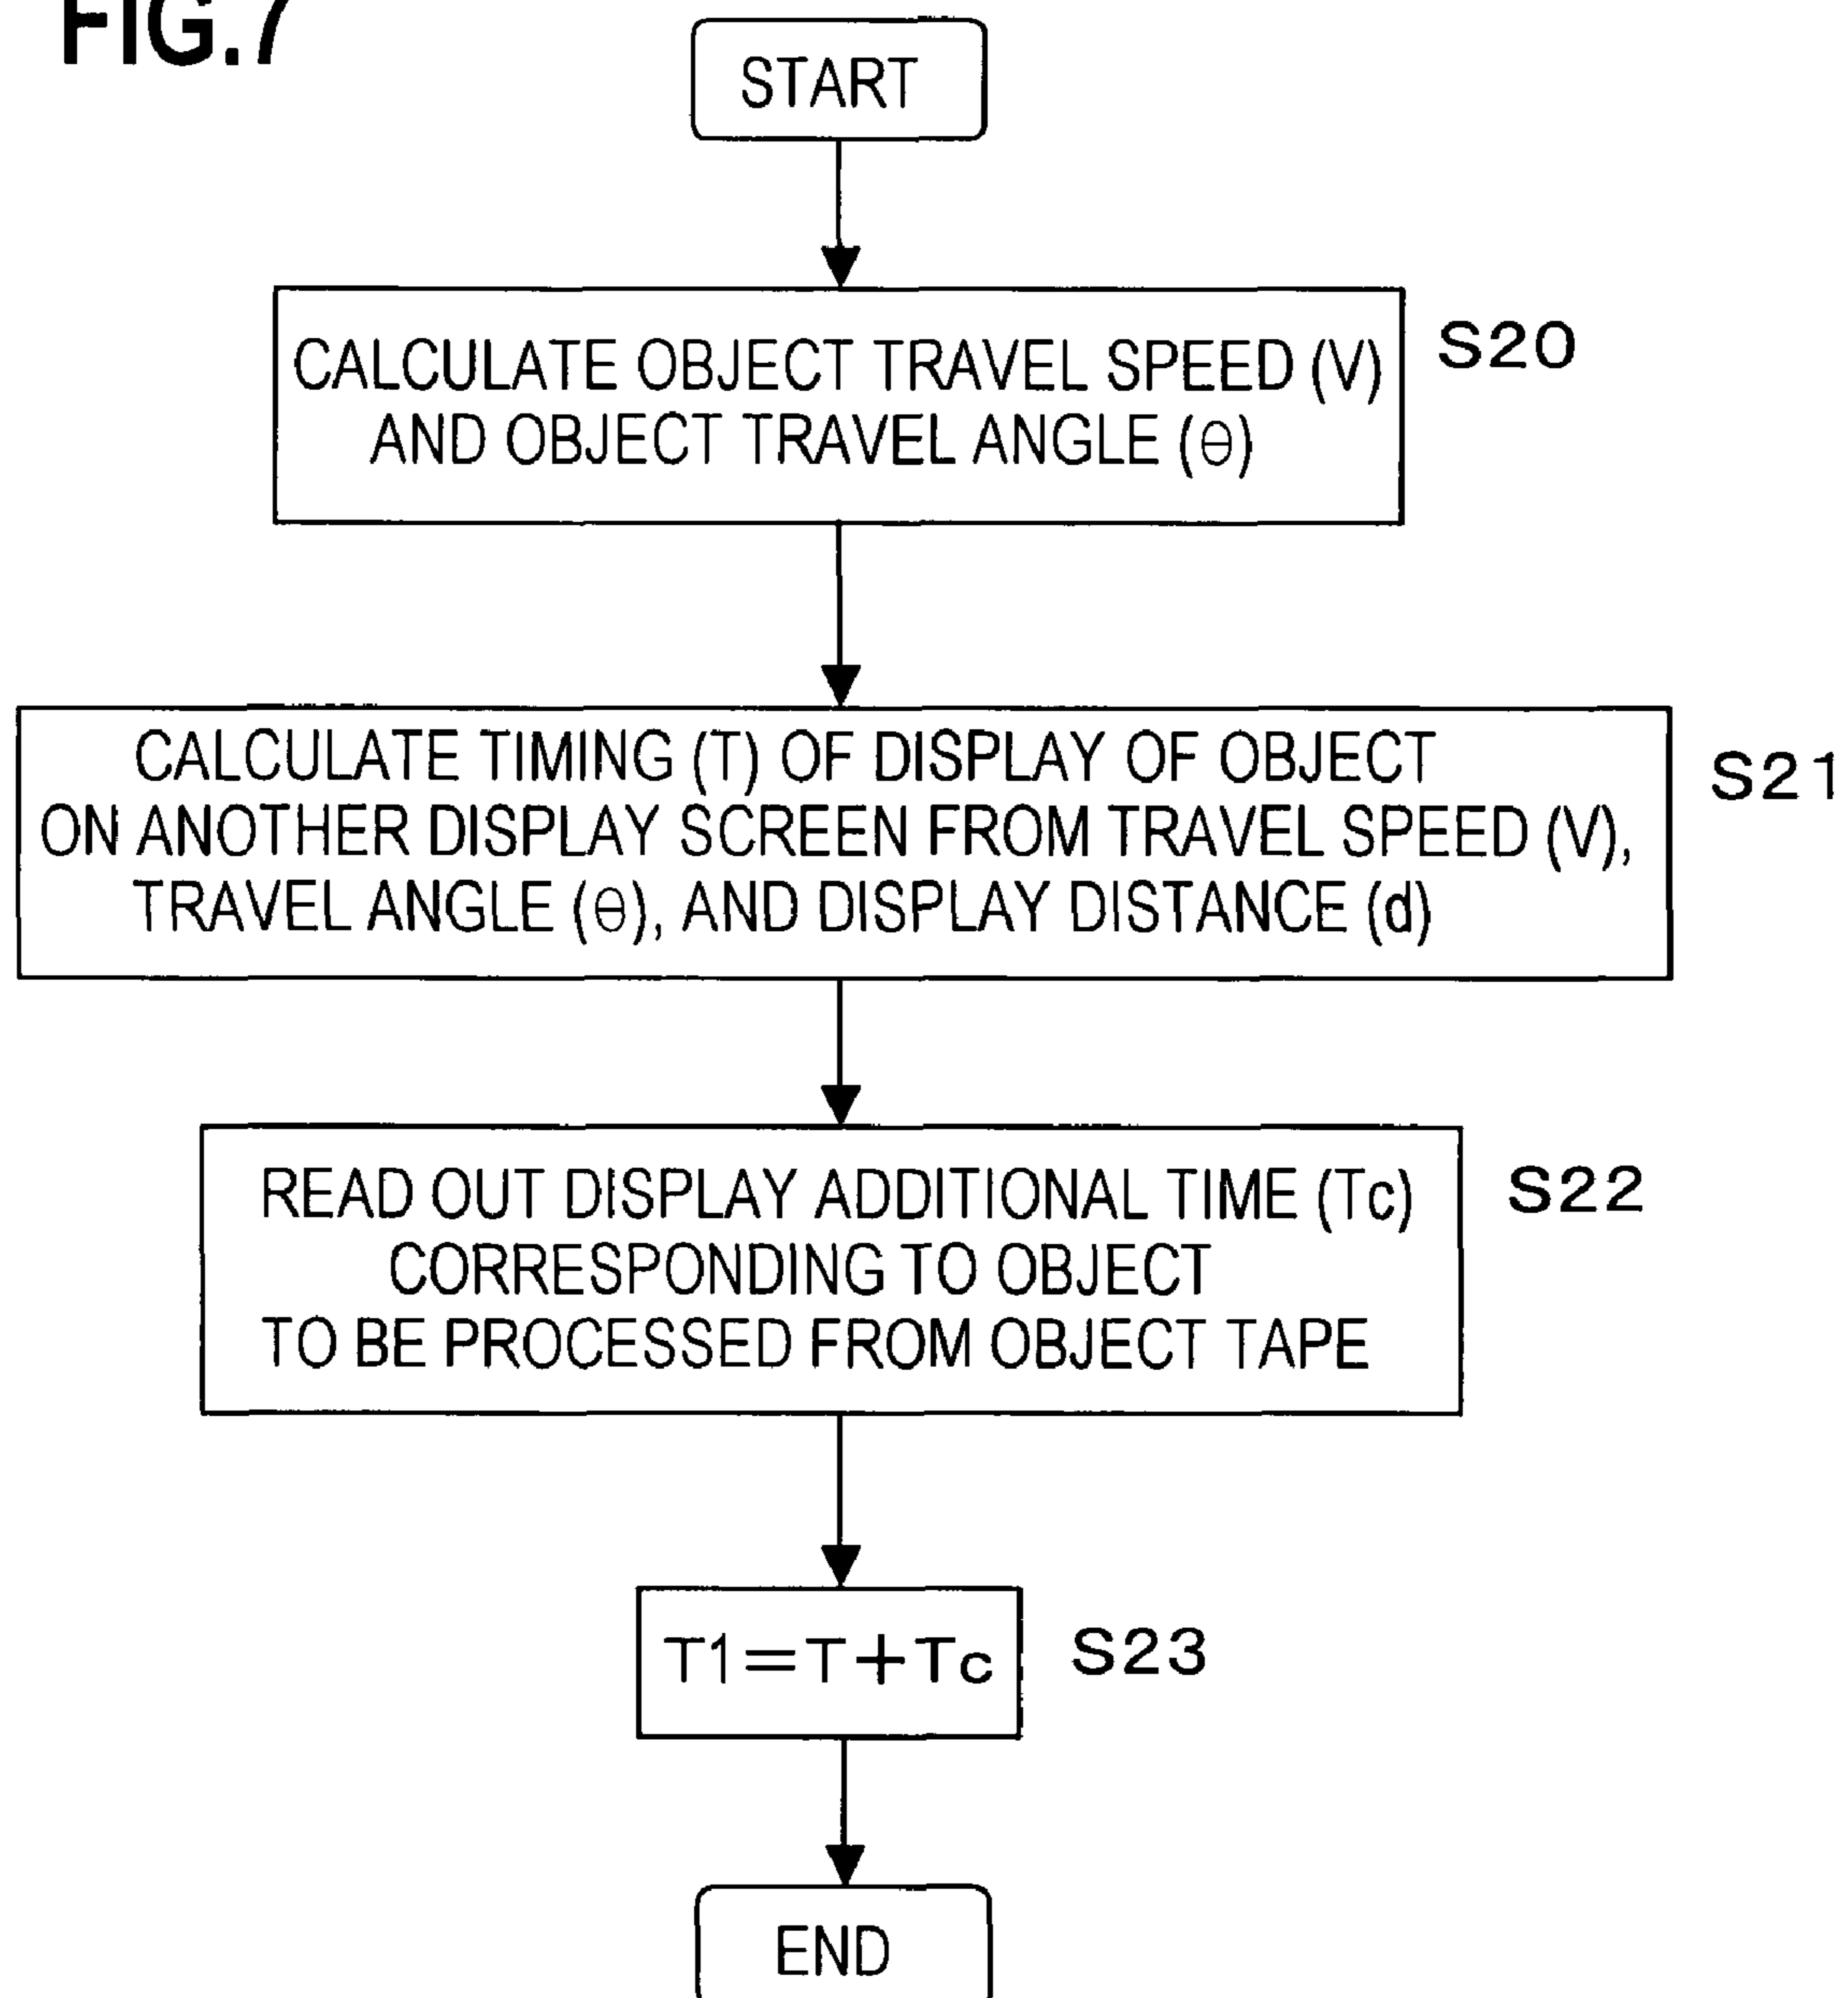 FIG.7
START
CALCULATE OBJECT TRAVEL SPEED (V)
AND OBJECT TRAVEL ANGLE (θ)
S20
CALCULATE TIMING (T) OF DISPLAY OF OBJECT
ON ANOTHER DISPLAY SCREEN FROM TRAVEL SPEED (V),
TRAVEL ANGLE (θ), AND DISPLAY DISTANCE (d)
S21
READ OUT DISPLAY ADDITIONAL TIME (Tc)
CORRESPONDING TO OBJECT
TO BE PROCESSED FROM OBJECT TAPE
S22
T1=T+Tc
S23
END